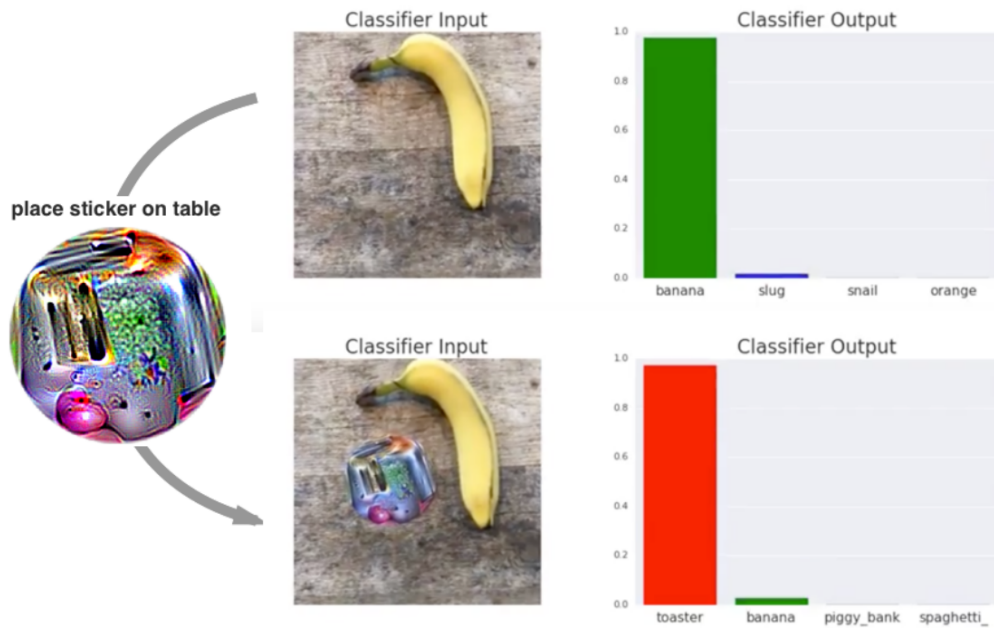 Classifier Input
Classifier Output
1.0
0.8
0.6
0.4
0.2
0.0
banana slug snail orange
place sticker on table
Classifier Input
Classifier Output
1.0
0.8
0.6
0.4
0.2
0.0
toaster banana piggy_bank spaghetti_